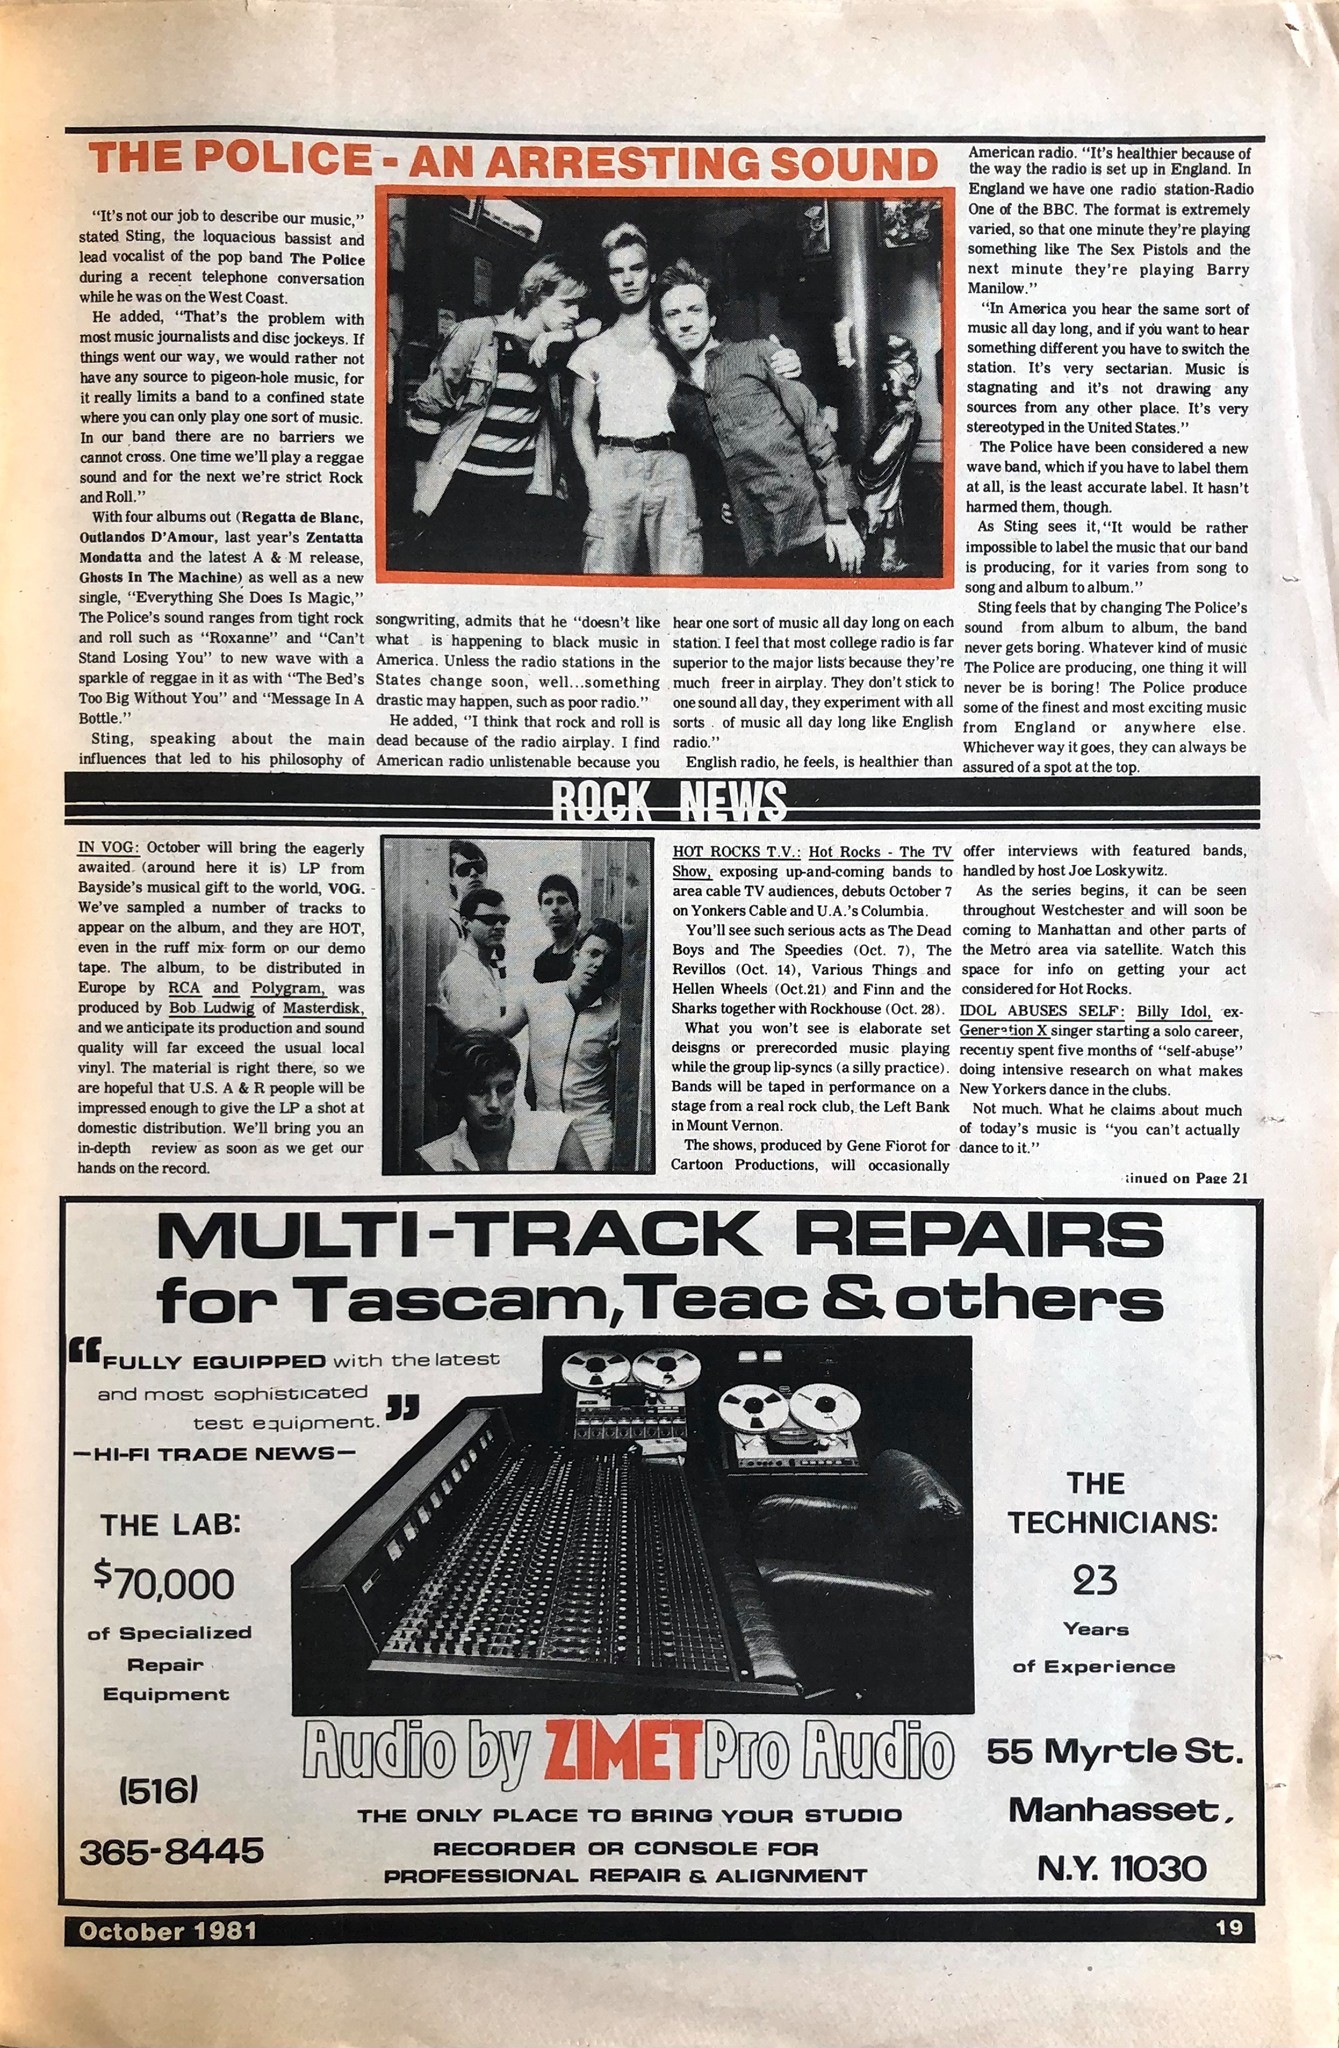 THE POLICE - AN ARRESTING SOUND
"It's not our job to describe our music,"
stated Sting, the loquacious bassist and
lead vocalist of the pop band The Police
during a recent telephone conversation
while he was on the West Coast.
He added, "That's the problem with
most music journalists and disc jockeys. If
things went our way, we would rather not
have any source to pigeon-hole music, for
it really limits a band to a confined state
where you can only play one sort of music.
In our band there are no barriers we
cannot cross. One time we'll play a reggae
sound and for the next we're strict Rock
and Roll."
With four albums out (Regatta de Blanc,
Outlandos D'Amour, last year's Zentatta
Mondatta and the latest A & M release,
Ghosts In The Machine) as well as a new
single, "Everything She Does Is Magic,"
The Police's sound ranges from tight rock
and roll such as "Roxanne" and "Can't
Stand Losing You" to new wave with a
sparkle of reggae in it as with "The Bed's
Too Big Without You" and "Message In A
Bottle."
Sting, speaking about the main
influences that led to his philosophy of
songwriting, admits that he "doesn't like
what is happening to black music in
America. Unless the radio stations in the
States change soon, well...something
drastic may happen, such as poor radio."
He added, "I think that rock and roll is
dead because of the radio airplay. I find
American radio unlistenable because you
hear one sort of music all day long on each
station. I feel that most college radio is far
superior to the major lists because they're
much freer in airplay. They don't stick to
one sound all day, they experiment with all
sorts of music all day long like English
radio."
English radio, he feels, is healthier than
American radio. "It's healthier because of
the way the radio is set up in England. In
England we have one radio station-Radio
One of the BBC. The format is extremely
varied, so that one minute they're playing
something like The Sex Pistols and the
next minute they're playing Barry
Manilow."
"In America you hear the same sort of
music all day long, and if you want to hear
something different you have to switch the
station. It's very sectarian. Music is
stagnating and it's not drawing any
sources from any other place. It's very
stereotyped in the United States."
The Police have been considered a new
wave band, which if you have to label them
at all, is the least accurate label. It hasn't
harmed them, though.
As Sting sees it, "It would be rather
impossible to label the music that our band
is producing, for it varies from song to
song and album to album."
Sting feels that by changing The Police's
sound from album to album, the band
never gets boring. Whatever kind of music
The Police are producing, one thing it will
never be is boring! The Police produce
some of the finest and most exciting music
from England or anywhere else.
Whichever way it goes, they can always be
assured of a spot at the top.
ROCK NEWS
IN VOG: October will bring the eagerly
awaited (around here it is) LP from
Bayside's musical gift to the world, VOG.
We've sampled a number of tracks to
appear on the album, and they are HOT,
even in the ruff mix form or our demo
tape. The album, to be distributed in
Europe by RCA and Polygram, was
produced by Bob Ludwig of Masterdisk,
and we anticipate its production and sound
quality will far exceed the usual local
vinyl. The material is right there, so we
are hopeful that U.S. A & R people will be
impressed enough to give the LP a shot at
domestic distribution. We'll bring you an
in-depth review as soon as we get our
hands on the record.
HOT ROCKS T.V.: Hot Rocks - The TV
Show, exposing up-and-coming bands to
area cable TV audiences, debuts October 7
on Yonkers Cable and U.A.'s Columbia.
You'll see such serious acts as The Dead
Boys and The Speedies (Oct. 7), The
Revillos (Oct. 14), Various Things and
Hellen Wheels (Oct.21) and Finn and the
Sharks together with Rockhouse (Oct. 28).
What you won't see is elaborate set
deisgns or prerecorded music playing
while the group lip-syncs (a silly practice).
Bands will be taped in performance on a
stage from a real rock club, the Left Bank
in Mount Vernon.
The shows, produced by Gene Fiorot for
Cartoon Productions, will occasionally
offer interviews with featured bands,
handled by host Joe Loskywitz.
As the series begins, it can be seen
throughout Westchester and will soon be
coming to Manhattan and other parts of
the Metro area via satellite. Watch this
space for info on getting your act
considered for Hot Rocks.
IDOL ABUSES SELF: Billy Idol, ex-
Generation X singer starting a solo career,
recently spent five months of "self-abuse"
doing intensive research on what makes
New Yorkers dance in the clubs.
Not much. What he claims about much
of today's music is "you can't actually
dance to it."
inued on Page 21
MULTI-TRACK REPAIRS
for Tascam, Teac & others
"FULLY EQUIPPED with the latest
and most sophisticated
test equipment."
—HI-FI TRADE NEWS—
THE LAB:
$70,000
of Specialized
Repair
Equipment
(516)
365-8445
THE
TECHNICIANS:
23
Years
of Experience
Audio by ZIMET Pro Audio
THE ONLY PLACE TO BRING YOUR STUDIO
RECORDER OR CONSOLE FOR
PROFESSIONAL REPAIR & ALIGNMENT
55 Myrtle St.
Manhasset,
N.Y. 11030
October 1981
19